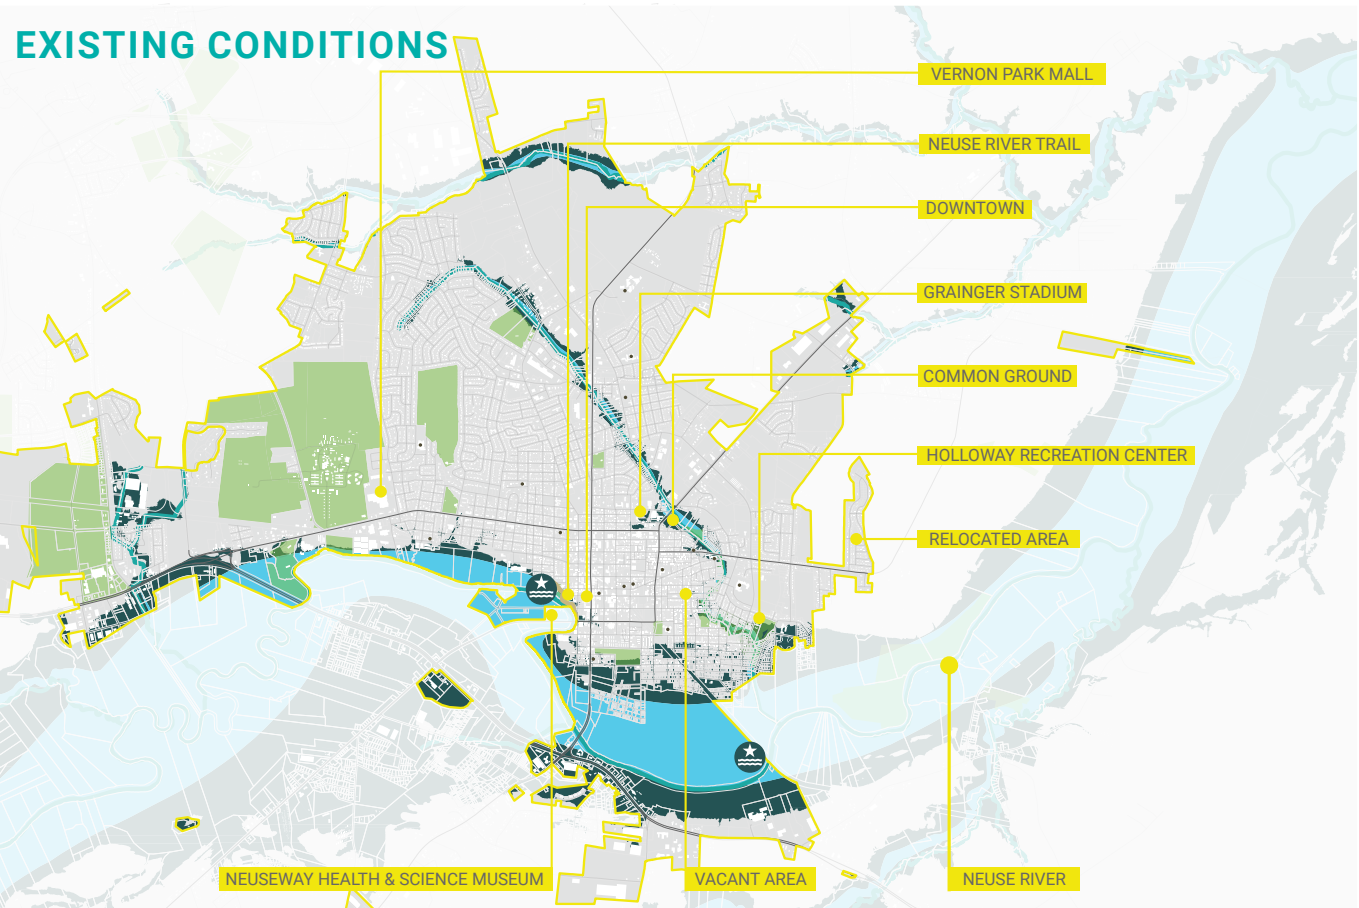 EXISTING CONDITIONS
VERNON PARK MALL
NEUSE RIVER TRAIL
DOWNTOWN
GRAINGER STADIUM
COMMON GROUND
HOLLOWAY RECREATION CENTER
RELOCATED AREA
NEUSEWAY HEALTH & SCIENCE MUSEUM
VACANT AREA
NEUSE RIVER